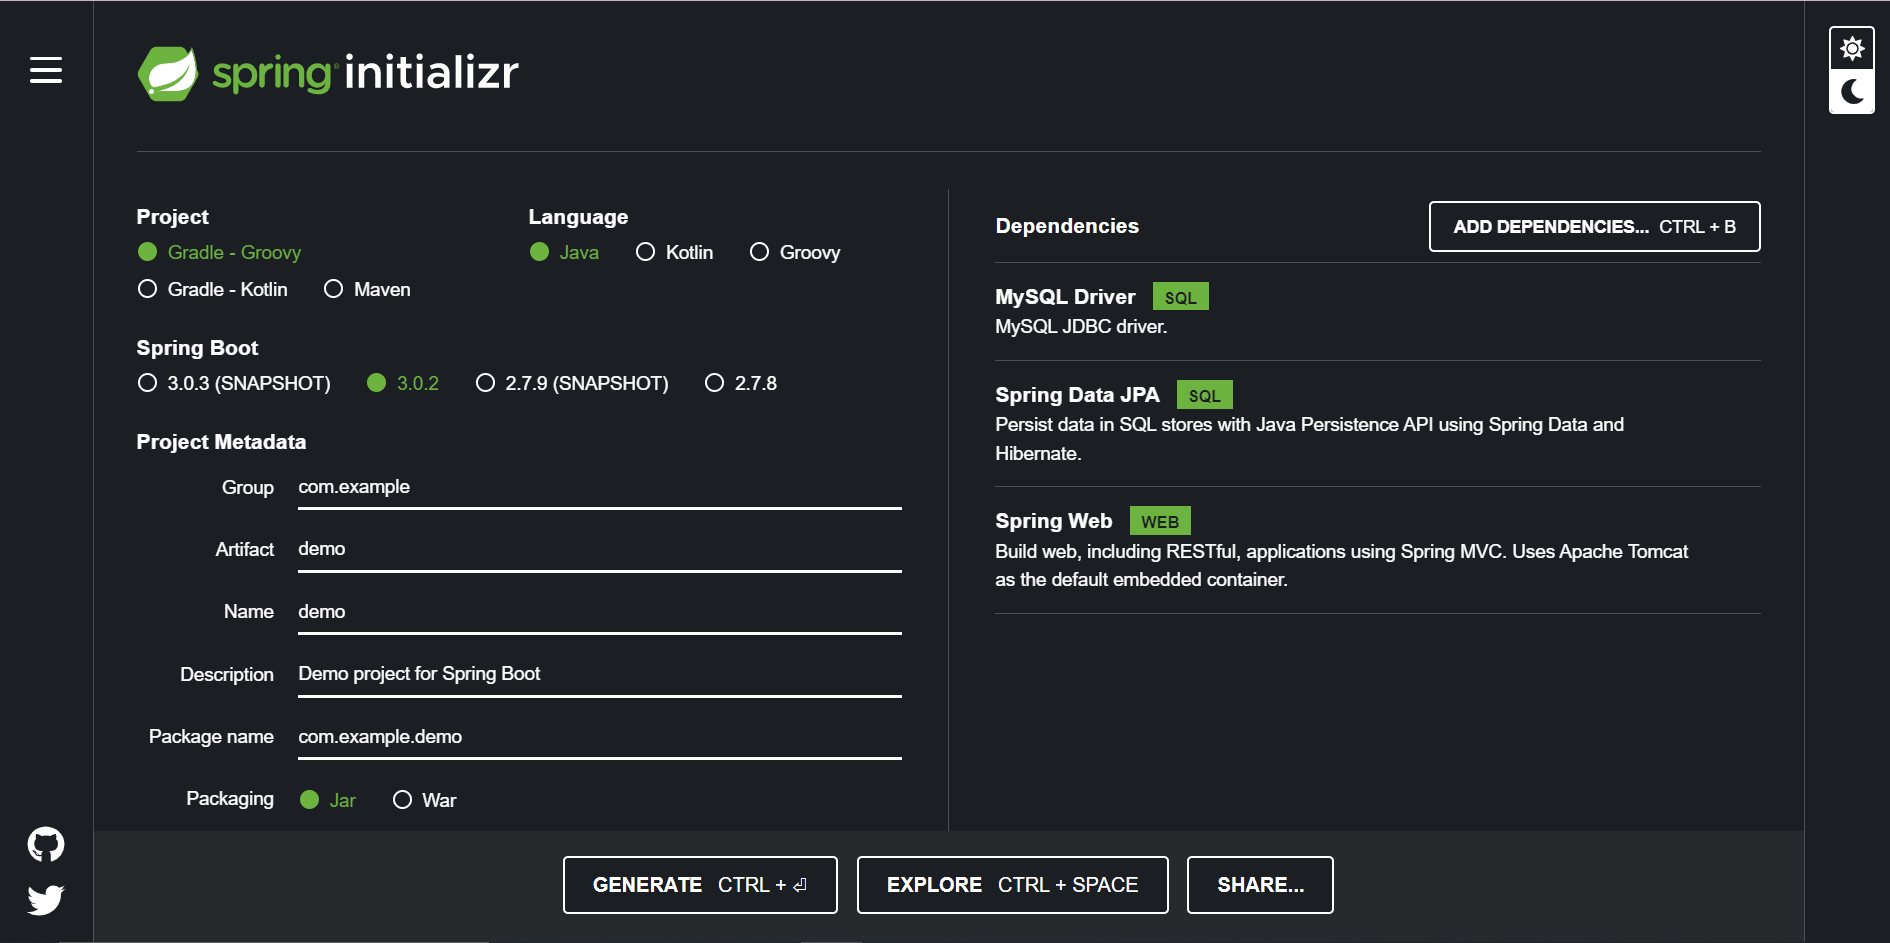 spring initializr
Project
Gradle - Groovy
Gradle - Kotlin Maven
Language
Java Kotlin Groovy
Spring Boot
3.0.3 (SNAPSHOT) 3.0.2 2.7.9 (SNAPSHOT) 2.7.8
Project Metadata
Group com.example
Artifact demo
Name demo
Description Demo project for Spring Boot
Package name com.example.demo
Packaging Jar War
Dependencies ADD DEPENDENCIES... CTRL + B
MySQL Driver SQL
MySQL JDBC driver.
Spring Data JPA SQL
Persist data in SQL stores with Java Persistence API using Spring Data and
Hibernate.
Spring Web WEB
Build web, including RESTful, applications using Spring MVC. Uses Apache Tomcat
as the default embedded container.
GENERATE CTRL + ⏎ EXPLORE CTRL + SPACE SHARE...